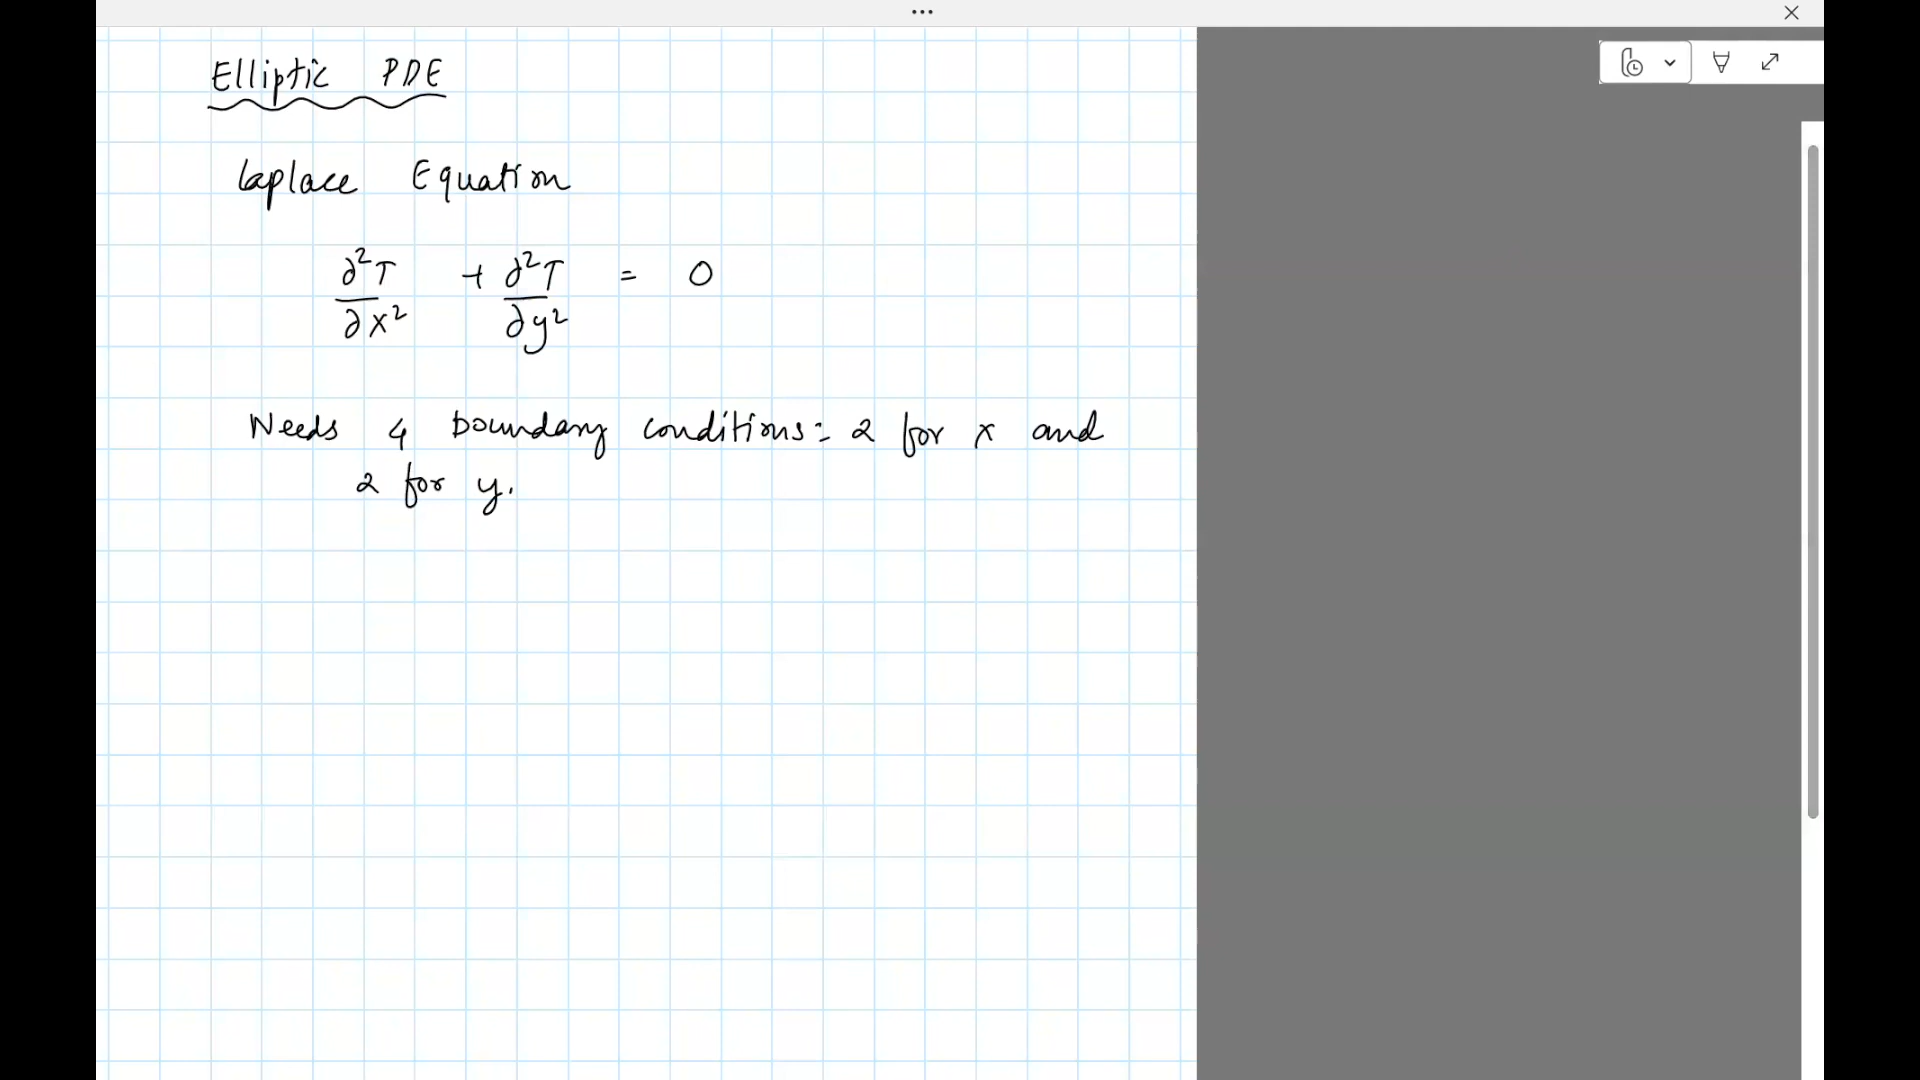 Elliptic PDE
Laplace Equation
∂²T/∂x² + ∂²T/∂y² = 0
Needs 4 boundary conditions: 2 for x and
2 for y.